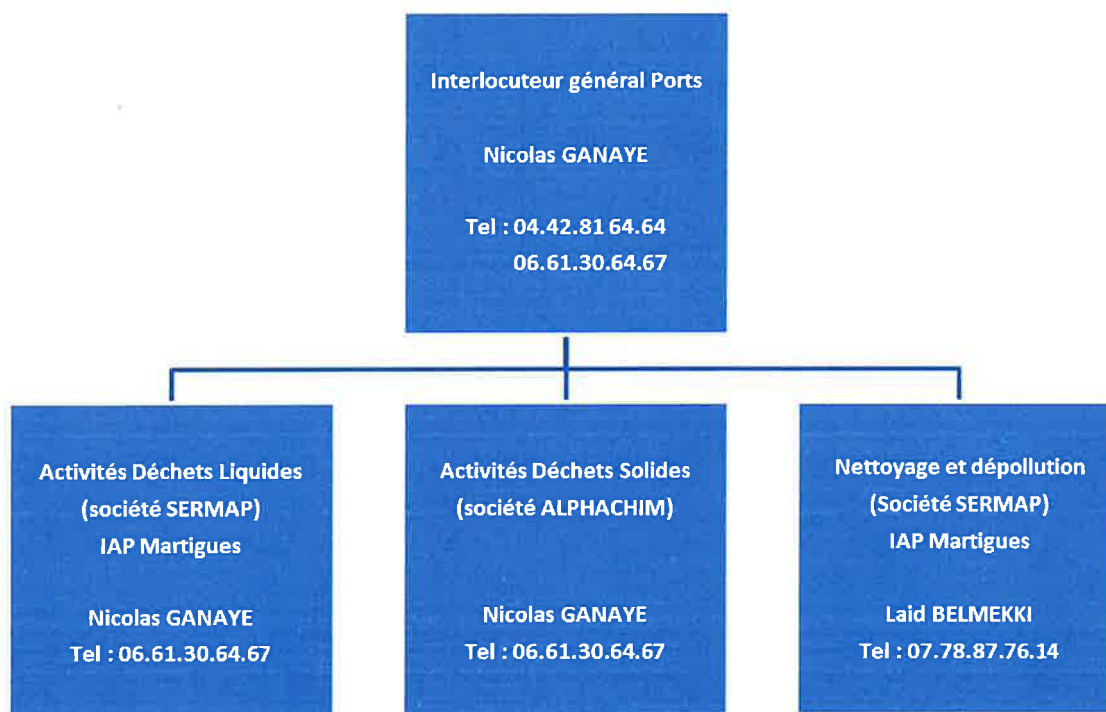 Interlocuteur général Ports
Nicolas GANAYE
Tel : 04.42.81 64.64
06.61.30.64.67
Activités Déchets Liquides
(société SERMAP)
IAP Martigues
Nicolas GANAYE
Tel : 06.61.30.64.67
Activités Déchets Solides
(société ALPHACHIM)
Nicolas GANAYE
Tel : 06.61.30.64.67
Nettoyage et dépollution
(Société SERMAP)
IAP Martigues
Laid BELMEKKI
Tel : 07.78.87.76.14